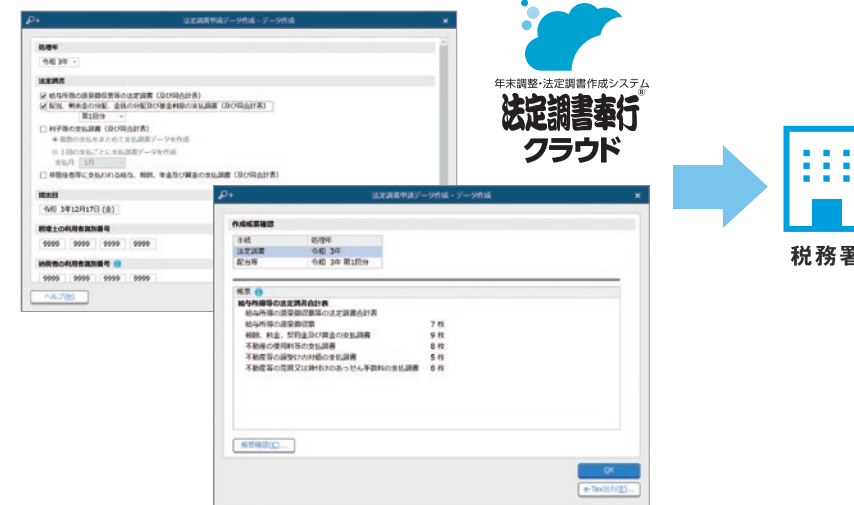 法定調書申請データ作成 - データ作成
処理年
令和 3年
法定調書
給与所得の源泉徴収票等の法定調書（及び同合計表）
配当、剰余金の分配、金銭の分配及び基金利息の支払調書（及び同合計表）
第1回分
利子等の支払調書（及び同合計表）
複数の支払をまとめて支払調書データを作成
1回の支払ごとに支払調書データを作成
支払月 1月
非居住者等に支払われる給与、報酬、年金及び賞金の支払調書（及び同合計表）
提出日
令和 3年12月17日(金)
税理士の利用者識別番号
9999 9999 9999 9999
納税者の利用者識別番号
9999 9999 9999 9999
ヘルプ(H)
法定調書申請データ作成 - データ作成
作成帳票確認
手続 処理年
法定調書 令和 3年
配当等 令和 3年 第1回分
帳票
給与所得等の法定調書合計表
給与所得の源泉徴収票等の法定調書合計表
給与所得の源泉徴収票 7 枚
報酬、料金、契約金及び賞金の支払調書 9 枚
不動産の使用料等の支払調書 8 枚
不動産等の譲受けの対価の支払調書 5 枚
不動産等の売買又は貸付けのあっせん手数料の支払調書 8 枚
帳票確認(C)...
OK
e-Tax出力(E)...
年末調整・法定調書作成システム
法定調書奉行®
クラウド
税務署